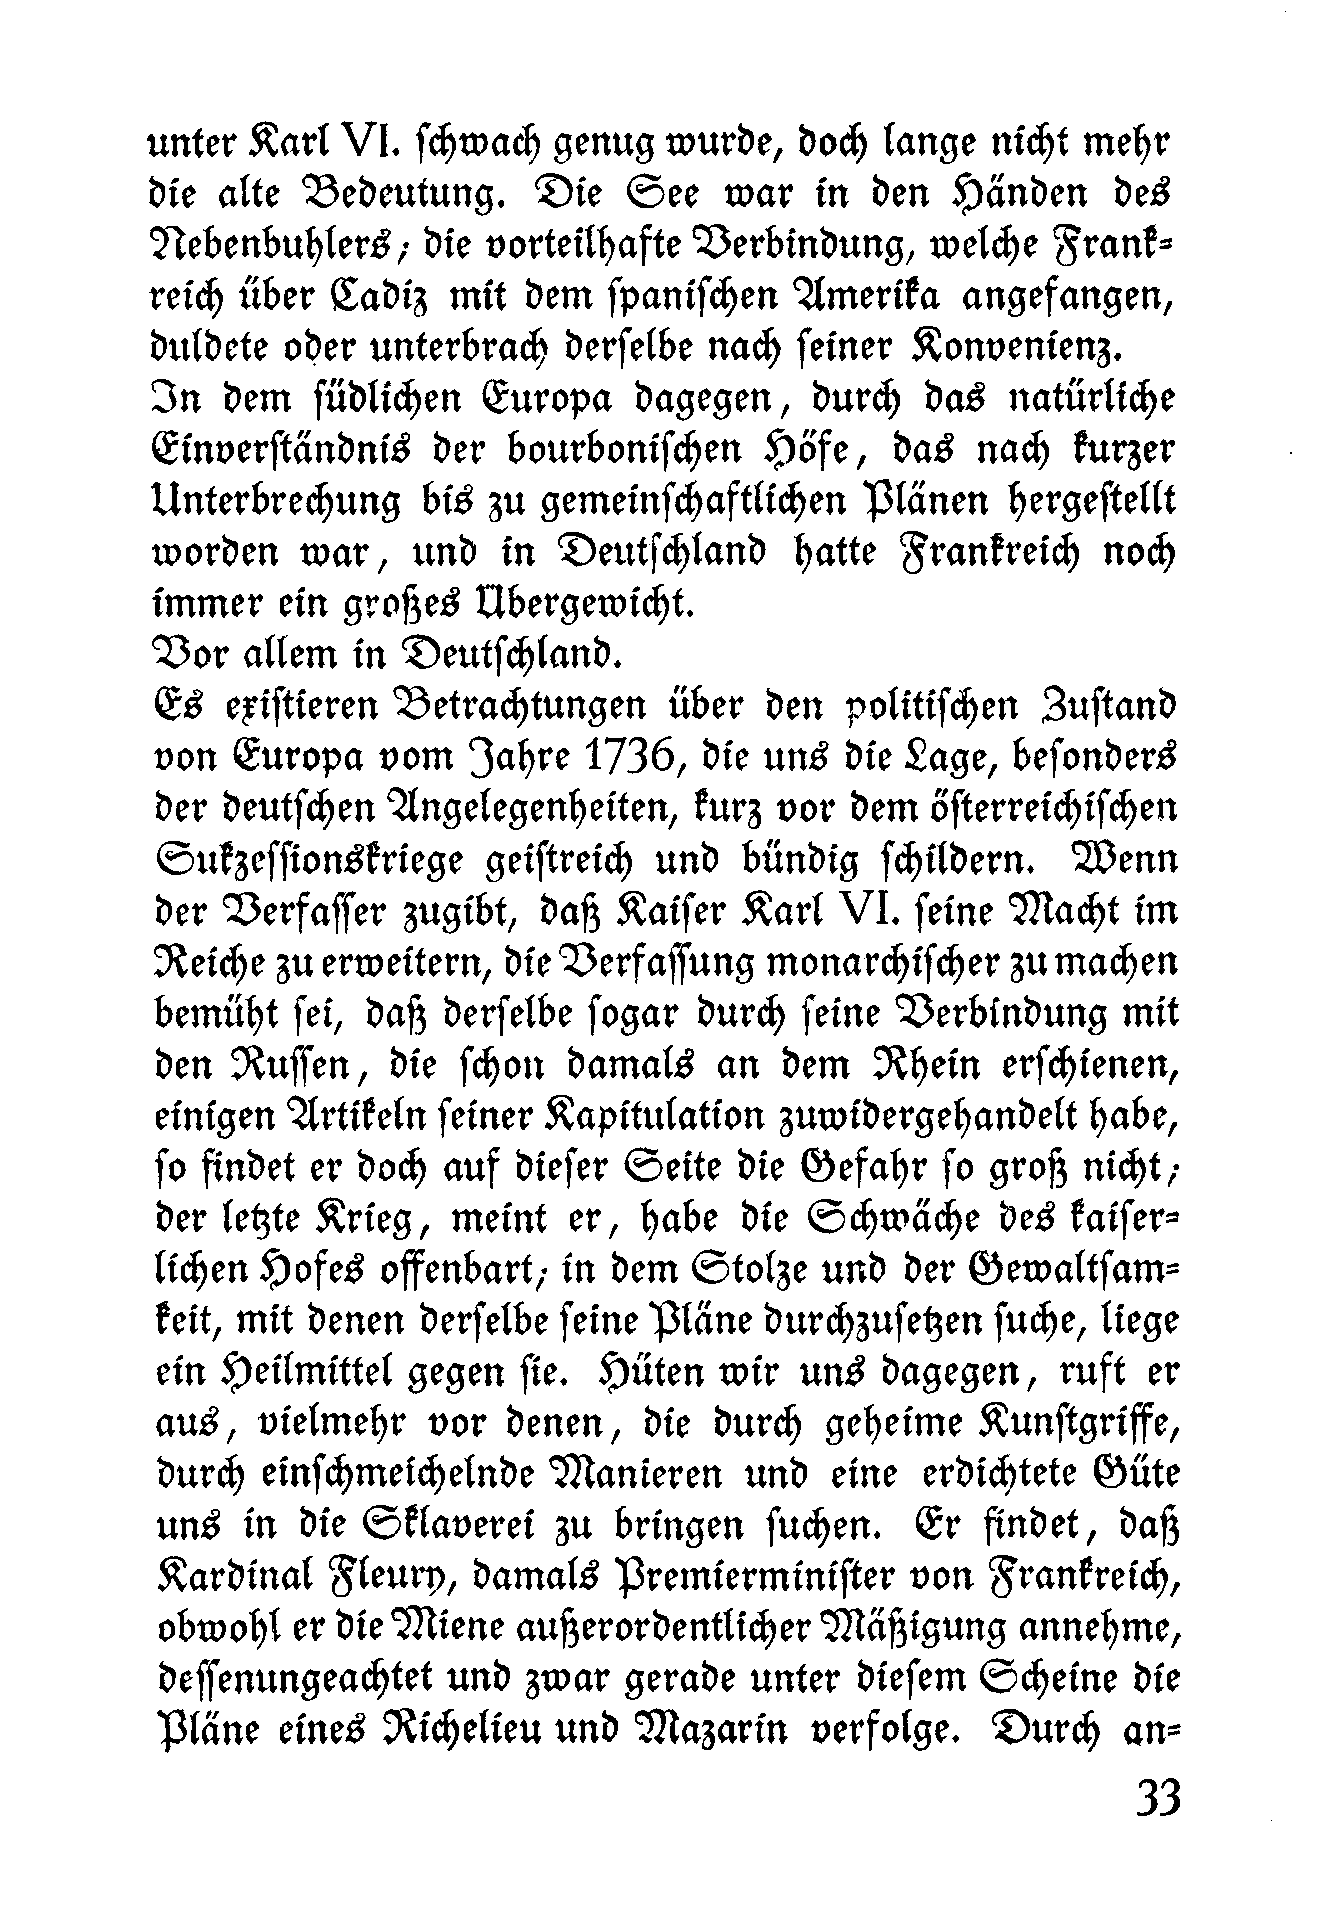 unter Karl VI. schwach genug wurde, doch lange nicht mehr
die alte Bedeutung. Die See war in den Händen des
Nebenbuhlers; die vorteilhafte Verbindung, welche Frank-
reich über Cadiz mit dem spanischen Amerika angefangen,
duldete oder unterbrach derselbe nach seiner Konvenienz.
In dem südlichen Europa dagegen, durch das natürliche
Einverständnis der bourbonischen Höfe, das nach kurzer
Unterbrechung bis zu gemeinschaftlichen Plänen hergestellt
worden war, und in Deutschland hatte Frankreich noch
immer ein großes Übergewicht.
Vor allem in Deutschland.
Es existieren Betrachtungen über den politischen Zustand
von Europa vom Jahre 1736, die uns die Lage, besonders
der deutschen Angelegenheiten, kurz vor dem österreichischen
Sukzessionskriege geistreich und bündig schildern. Wenn
der Verfasser zugibt, daß Kaiser Karl VI. seine Macht im
Reiche zu erweitern, die Verfassung monarchischer zu machen
bemüht sei, daß derselbe sogar durch seine Verbindung mit
den Russen, die schon damals an dem Rhein erschienen,
einigen Artikeln seiner Kapitulation zuwidergehandelt habe,
so findet er doch auf dieser Seite die Gefahr so groß nicht;
der letzte Krieg, meint er, habe die Schwäche des kaiser-
lichen Hofes offenbart; in dem Stolze und der Gewaltsam-
keit, mit denen derselbe seine Pläne durchzusetzen suche, liege
ein Heilmittel gegen sie. Hüten wir uns dagegen, ruft er
aus, vielmehr vor denen, die durch geheime Kunstgriffe,
durch einschmeichelnde Manieren und eine erdichtete Güte
uns in die Sklaverei zu bringen suchen. Er findet, daß
Kardinal Fleury, damals Premierminister von Frankreich,
obwohl er die Miene außerordentlicher Mäßigung annehme,
dessenungeachtet und zwar gerade unter diesem Scheine die
Pläne eines Richelieu und Mazarin verfolge. Durch an-
33